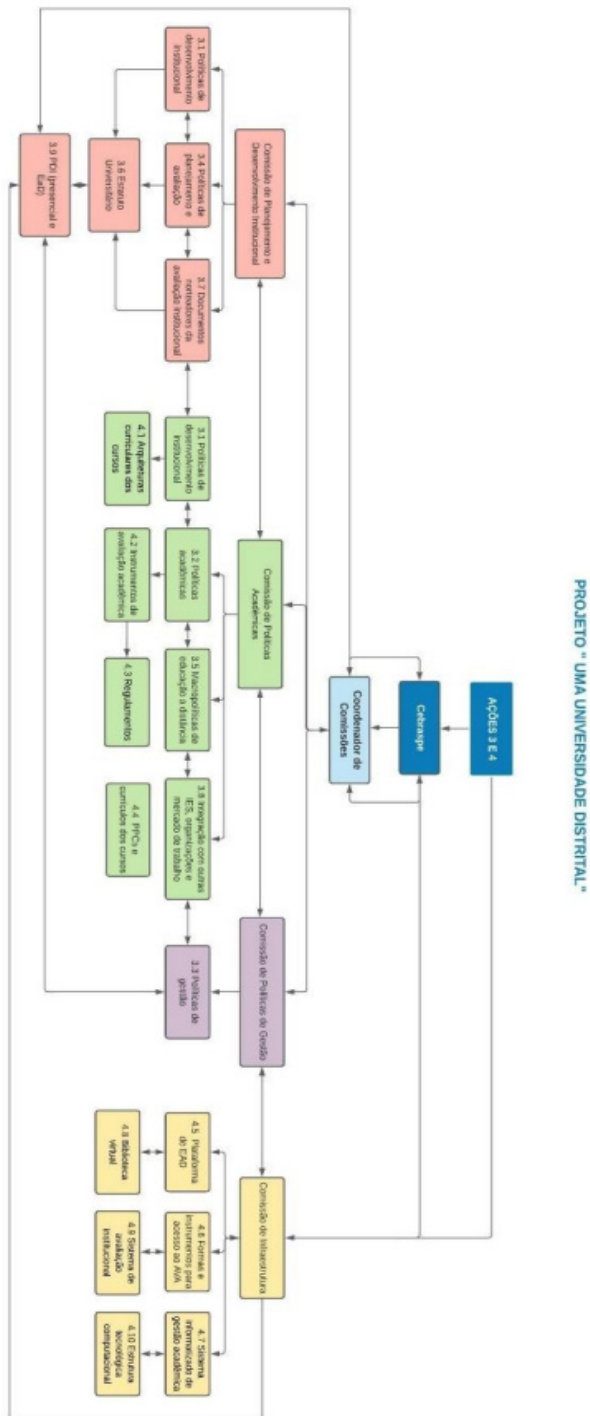 PROJETO " UMA UNIVERSIDADE DISTRITAL"
AÇÕES 3 E 4
Cebraspe
Coordenador de
Comissões
Comissão de Planejamento e
Desenvolvimento Institucional
Comissão de Políticas
Acadêmicas
Comissão de Políticas de Gestão
Comissão de Infraestrutura
3.1 Políticas de
desenvolvimento
institucional
3.4 Políticas de
planejamento e
avaliação
3.7 Documentos
norteadores da
avaliação institucional
3.1 Políticas de
desenvolvimento
institucional
3.2 Políticas
acadêmicas
3.5 Macropolíticas de
educação à distância
3.8 Integração com outras
IES, organizações e
mercado de trabalho
3.3 Políticas de
gestão
4.5 Plataforma
de EAD
4.6 Formas e
instrumentos para
acesso ao AVA
4.7 Sistema
informatizado de
gestão acadêmica
3.6 Estatuto
Universitário
4.1 Arquiteturas
curriculares dos
cursos
4.2 Instrumentos de
avaliação acadêmica
4.3 Regulamentos
4.4 PPCs e
currículos dos cursos
4.8 Biblioteca
virtual
4.9 Sistema de
avaliação
institucional
4.10 Estrutura
tecnológica
computacional
3.9 PDI (presencial e
EaD)